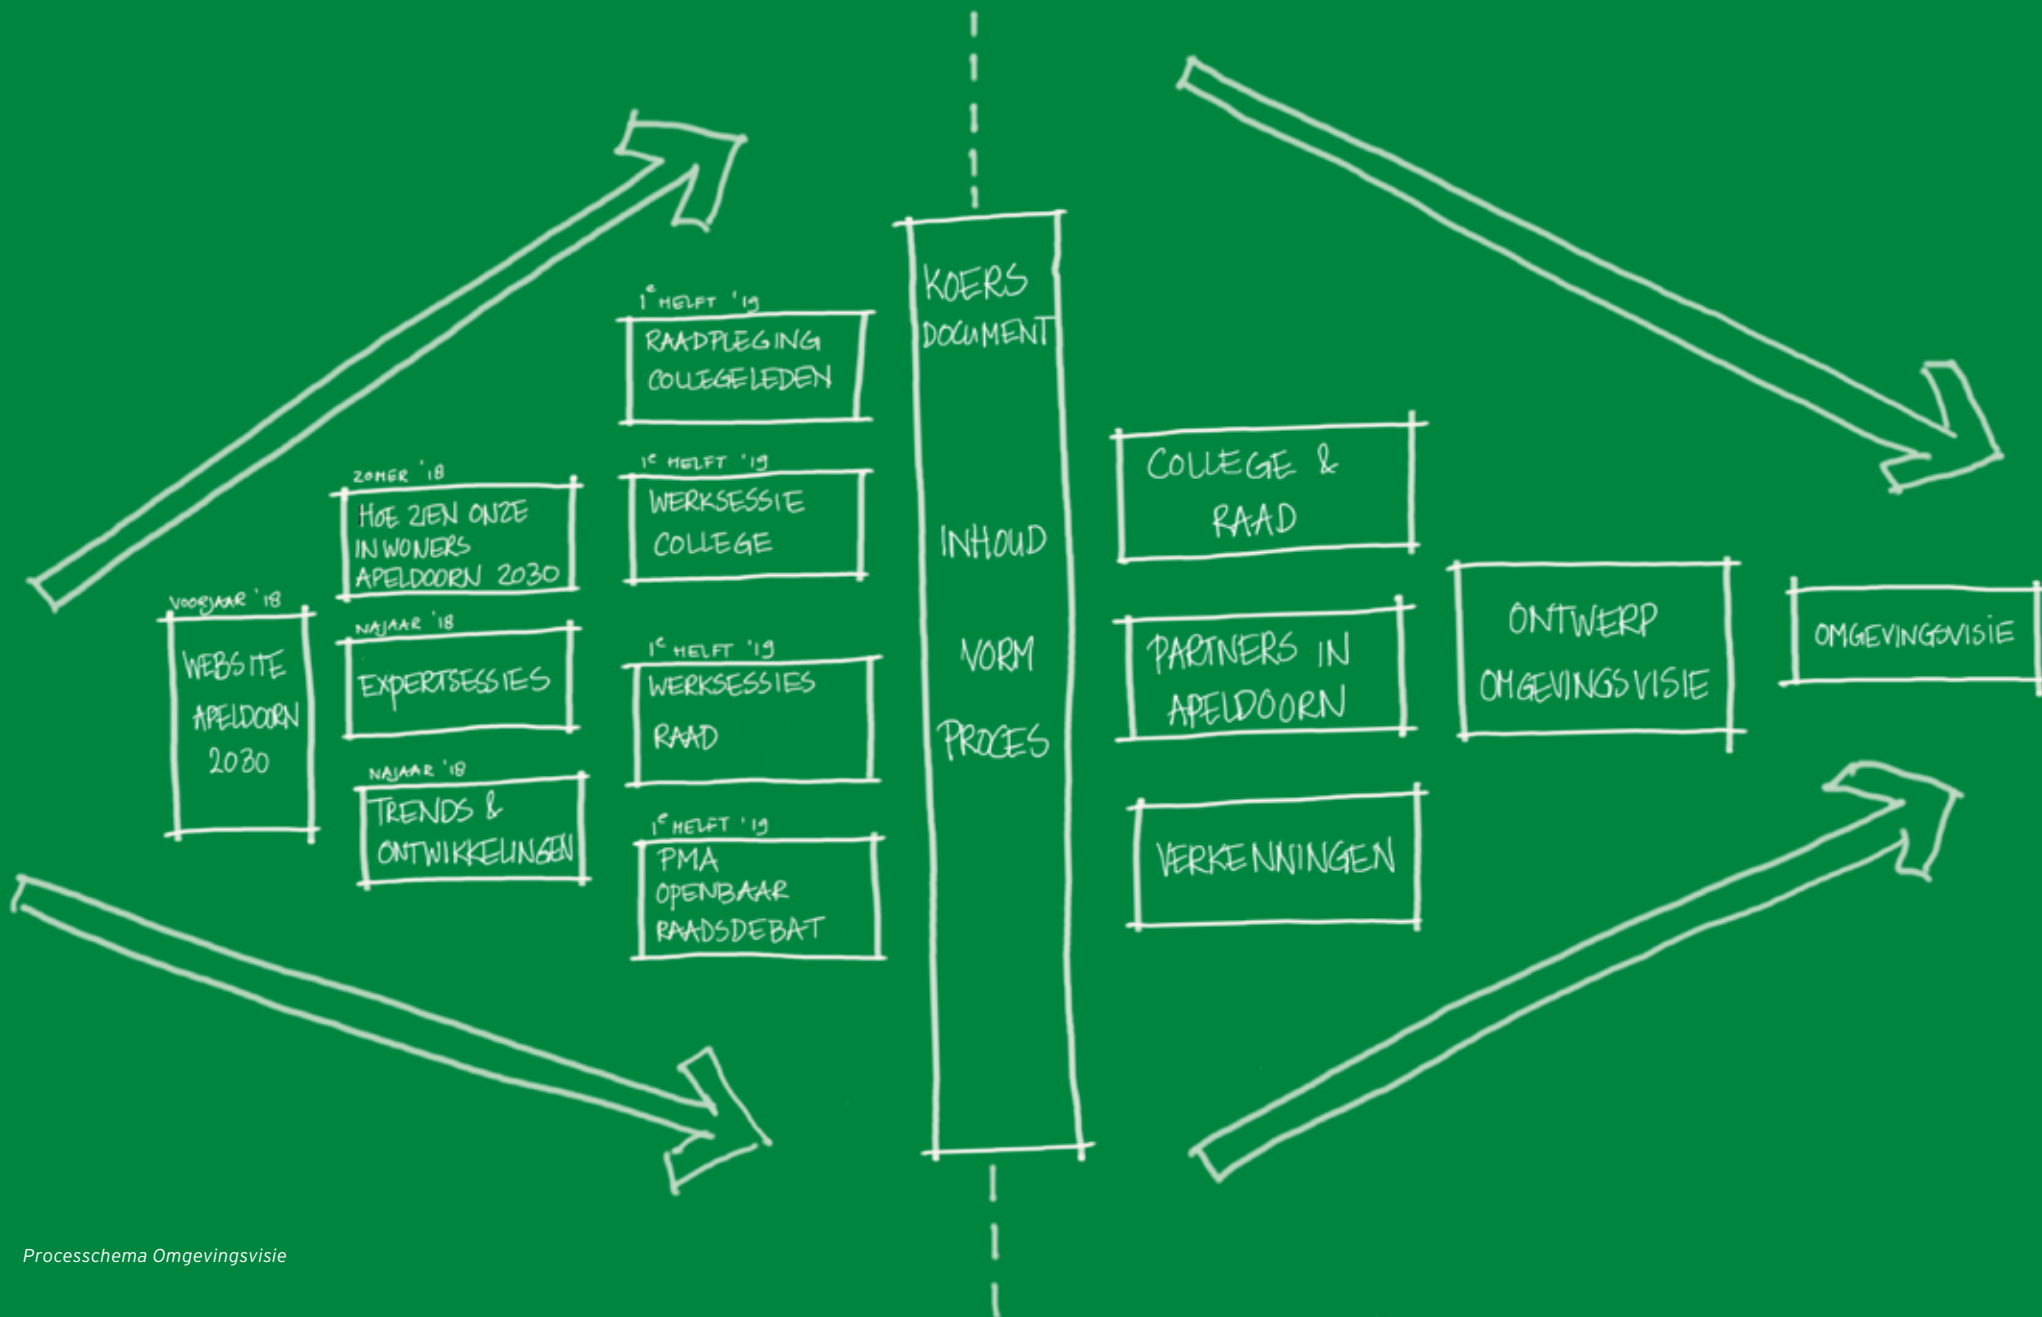 VOORJAAR '18
WEBSITE
APELDOORN
2030
ZOMER '18
HOE ZIEN ONZE
INWONERS
APELDOORN 2030
NAJAAR '18
EXPERTSESSIES
NAJAAR '18
TRENDS &
ONTWIKKELINGEN
1e HELFT '19
RAADPLEGING
COLLEGELEDEN
1e HELFT '19
WERKSESSIE
COLLEGE
1e HELFT '19
WERKSESSIES
RAAD
1e HELFT '19
PMA
OPENBAAR
RAADSDEBAT
KOERS
DOCUMENT
INHOUD
VORM
PROCES
COLLEGE &
RAAD
PARTNERS IN
APELDOORN
VERKENNINGEN
ONTWERP
OMGEVINGSVISIE
OMGEVINGSVISIE
Processchema Omgevingsvisie